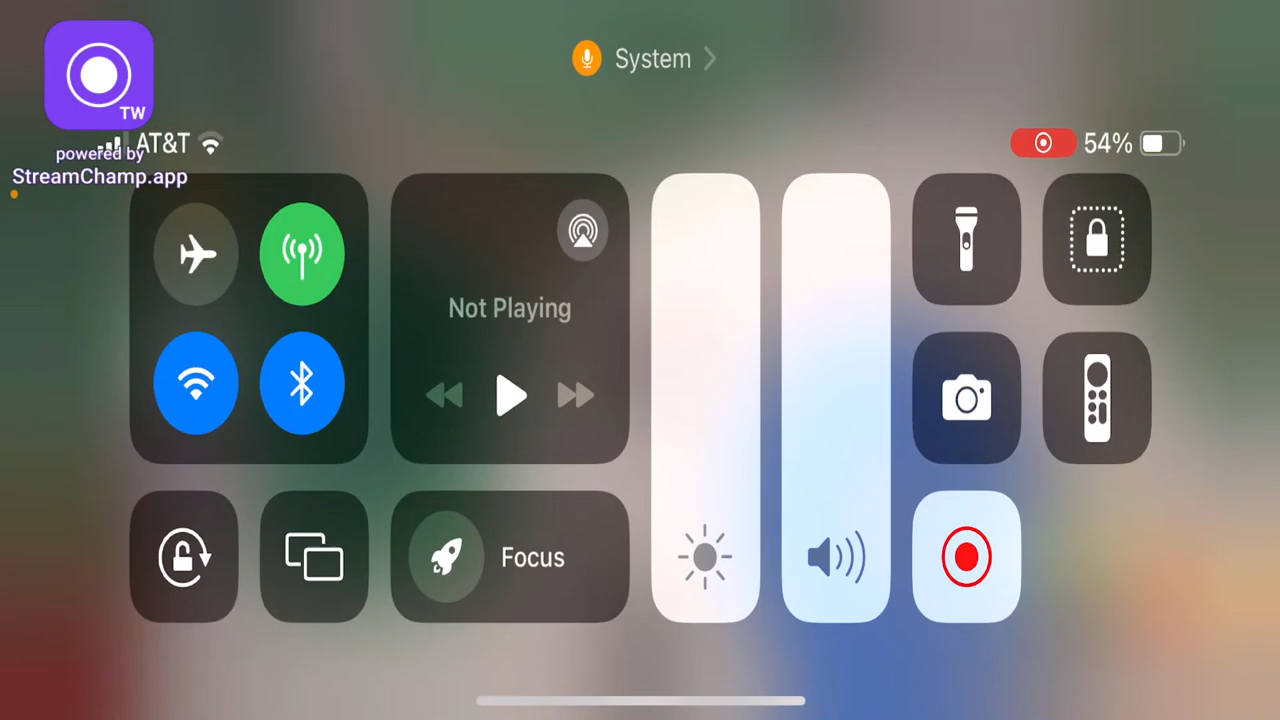 System
TW
AT&T
54%
powered by
StreamChamp.app
Not Playing
Focus